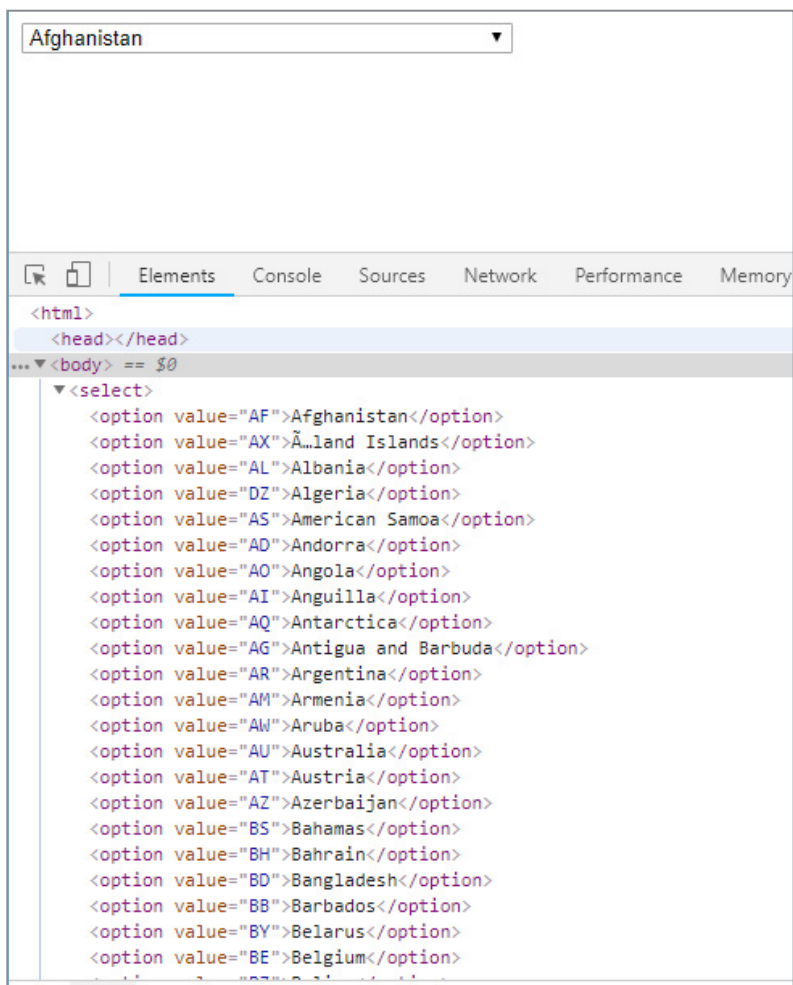 Afghanistan
Elements Console Sources Network Performance Memory
<html>
<head></head>
<body> == $0
<select>
<option value="AF">Afghanistan</option>
<option value="AX">Ã…land Islands</option>
<option value="AL">Albania</option>
<option value="DZ">Algeria</option>
<option value="AS">American Samoa</option>
<option value="AD">Andorra</option>
<option value="AO">Angola</option>
<option value="AI">Anguilla</option>
<option value="AQ">Antarctica</option>
<option value="AG">Antigua and Barbuda</option>
<option value="AR">Argentina</option>
<option value="AM">Armenia</option>
<option value="AW">Aruba</option>
<option value="AU">Australia</option>
<option value="AT">Austria</option>
<option value="AZ">Azerbaijan</option>
<option value="BS">Bahamas</option>
<option value="BH">Bahrain</option>
<option value="BD">Bangladesh</option>
<option value="BB">Barbados</option>
<option value="BY">Belarus</option>
<option value="BE">Belgium</option>